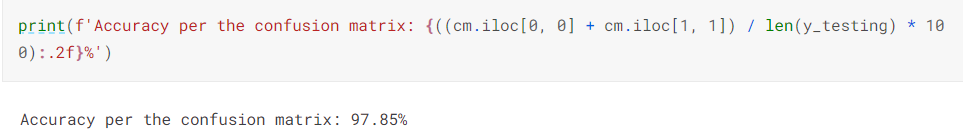 print(f'Accuracy per the confusion matrix: {((cm.iloc[0, 0] + cm.iloc[1, 1]) / len(y_testing) * 10
0):.2f}%')
Accuracy per the confusion matrix: 97.85%